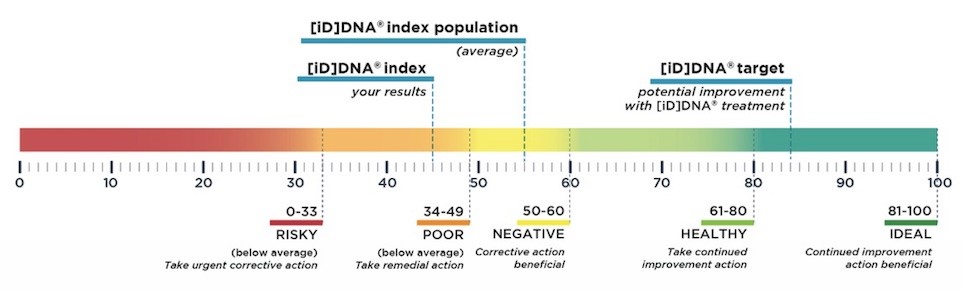 [iD]DNA® index population
(average)
[iD]DNA® index
your results
[iD]DNA® target
potential improvement
with [iD]DNA® treatment
0 10 20 30 40 50 60 70 80 90 100
0-33
RISKY
(below average)
Take urgent corrective action
34-49
POOR
(below average)
Take remedial action
50-60
NEGATIVE
Corrective action
beneficial
61-80
HEALTHY
Take continued
improvement action
81-100
IDEAL
Continued improvement
action beneficial